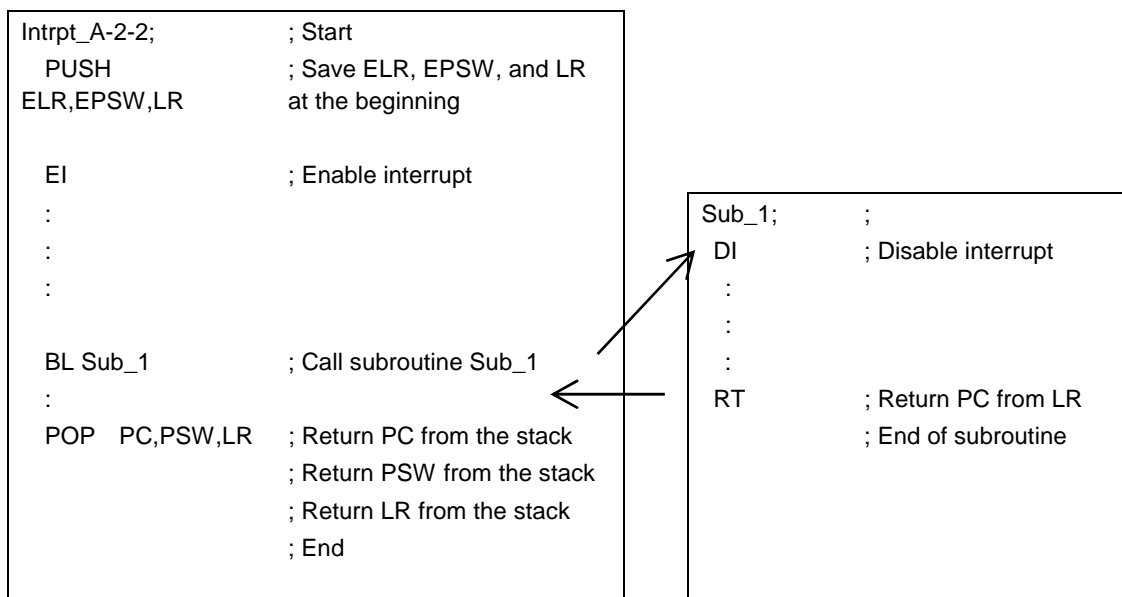 Intrpt_A-2-2; ; Start
PUSH ; Save ELR, EPSW, and LR
ELR,EPSW,LR at the beginning
EI ; Enable interrupt
:
:
:
BL Sub_1 ; Call subroutine Sub_1
:
POP PC,PSW,LR ; Return PC from the stack
; Return PSW from the stack
; Return LR from the stack
; End
Sub_1; ;
DI ; Disable interrupt
:
:
:
RT ; Return PC from LR
; End of subroutine